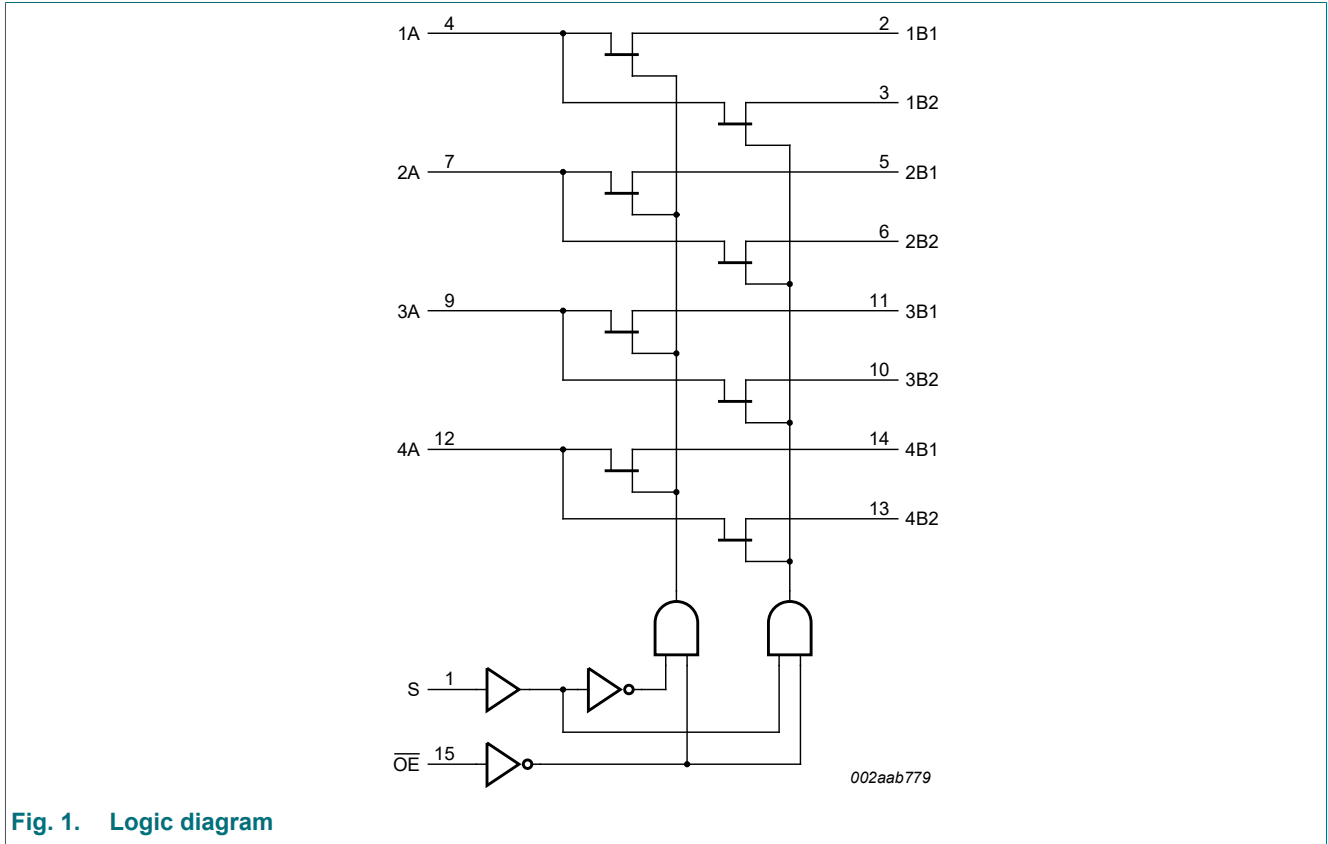 1A 4 2 1B1
3 1B2
2A 7 5 2B1
6 2B2
3A 9 11 3B1
10 3B2
4A 12 14 4B1
13 4B2
S 1
OE 15
002aab779
Fig. 1. Logic diagram